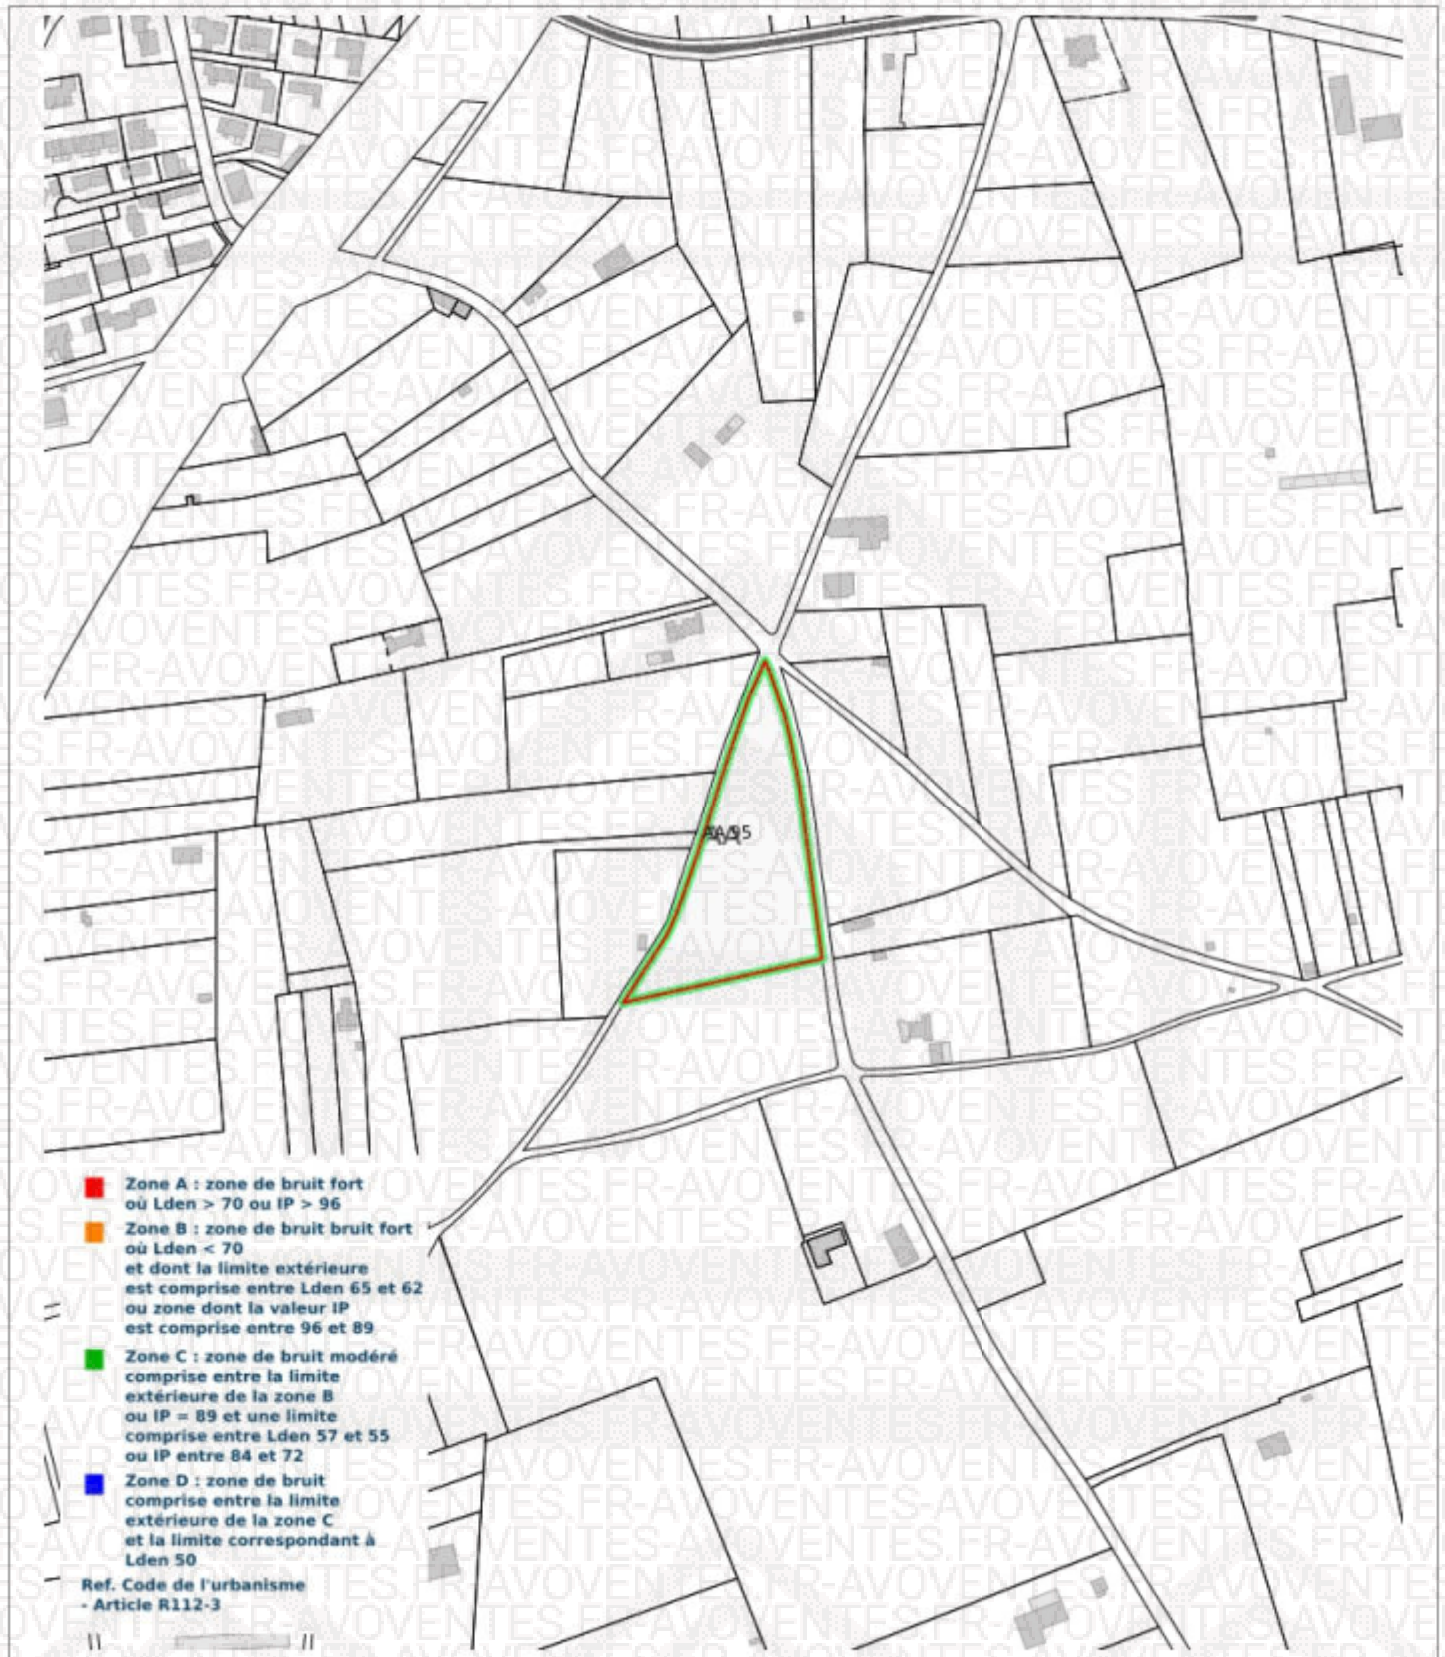 Zone A : zone de bruit fort
où Lden > 70 ou IP > 96
Zone B : zone de bruit bruit fort
où Lden < 70
et dont la limite extérieure
est comprise entre Lden 65 et 62
ou zone dont la valeur IP
est comprise entre 96 et 89
Zone C : zone de bruit modéré
comprise entre la limite
extérieure de la zone B
ou IP = 89 et une limite
comprise entre Lden 57 et 55
ou IP entre 84 et 72
Zone D : zone de bruit
comprise entre la limite
extérieure de la zone C
et la limite correspondant à
Lden 50
Ref. Code de l'urbanisme
- Article R112-3